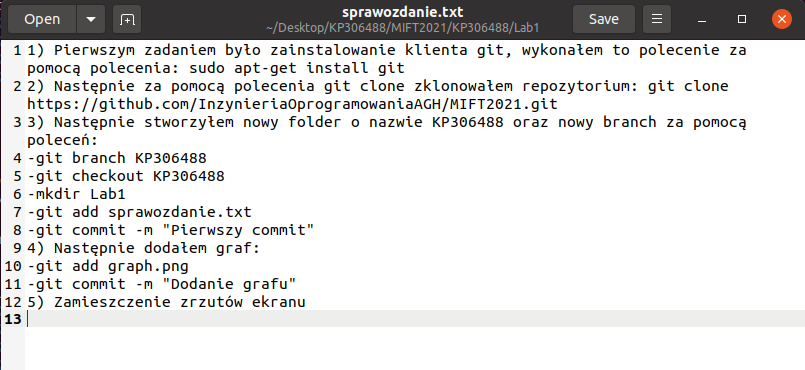 Open
sprawozdanie.txt
~/Desktop/KP306488/MIFT2021/KP306488/Lab1
Save
1 1) Pierwszym zadaniem było zainstalowanie klienta git, wykonałem to polecenie za
pomocą polecenia: sudo apt-get install git
2 2) Następnie za pomocą polecenia git clone zklonowałem repozytorium: git clone
https://github.com/InzynieriaOprogramowaniaAGH/MIFT2021.git
3 3) Następnie stworzyłem nowy folder o nazwie KP306488 oraz nowy branch za pomocą
poleceń:
4 -git branch KP306488
5 -git checkout KP306488
6 -mkdir Lab1
7 -git add sprawozdanie.txt
8 -git commit -m "Pierwszy commit"
9 4) Następnie dodałem graf:
10 -git add graph.png
11 -git commit -m "Dodanie grafu"
12 5) Zamieszczenie zrzutów ekranu
13